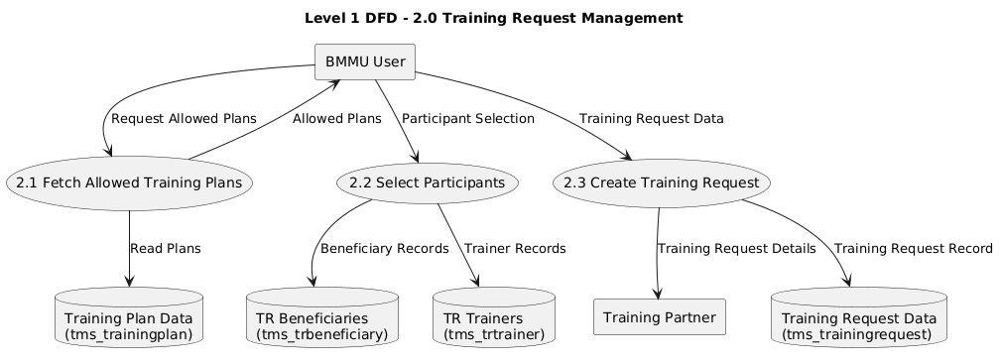 Level 1 DFD - 2.0 Training Request Management
BMMU User
Request Allowed Plans
Allowed Plans
Participant Selection
Training Request Data
2.1 Fetch Allowed Training Plans
2.2 Select Participants
2.3 Create Training Request
Read Plans
Beneficiary Records
Trainer Records
Training Request Details
Training Request Record
Training Plan Data
(tms_trainingplan)
TR Beneficiaries
(tms_trbeneficiary)
TR Trainers
(tms_trtrainer)
Training Partner
Training Request Data
(tms_trainingrequest)